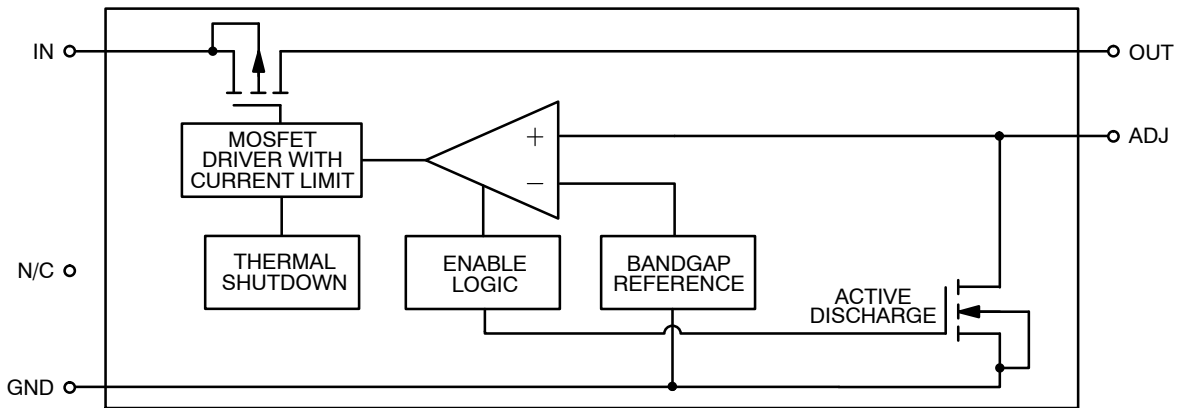 IN
OUT
ADJ
+
−
MOSFET
DRIVER WITH
CURRENT LIMIT
THERMAL
SHUTDOWN
ENABLE
LOGIC
BANDGAP
REFERENCE
N/C
ACTIVE
DISCHARGE
GND